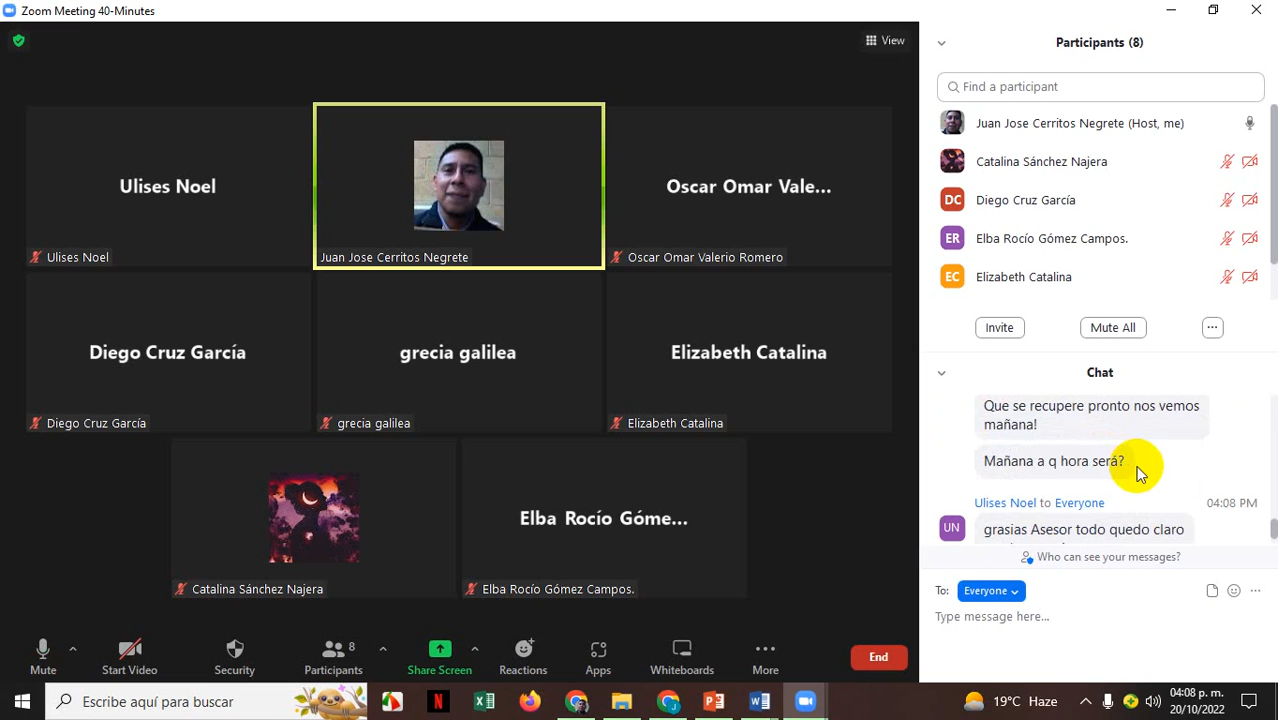 Zoom Meeting 40-Minutes
View
Ulises Noel
Ulises Noel
Juan Jose Cerritos Negrete
Oscar Omar Vale...
Oscar Omar Valerio Romero
Diego Cruz García
Diego Cruz García
grecia galilea
grecia galilea
Elizabeth Catalina
Elizabeth Catalina
Catalina Sánchez Najera
Elba Rocío Góme...
Elba Rocío Gómez Campos.
Mute
Start Video
Security
8
Participants
Share Screen
Reactions
Apps
Whiteboards
More
End
Participants (8)
Find a participant
Juan Jose Cerritos Negrete (Host, me)
Catalina Sánchez Najera
DC
Diego Cruz García
ER
Elba Rocío Gómez Campos.
EC
Elizabeth Catalina
Invite
Mute All
Chat
Que se recupere pronto nos vemos
mañana!
Mañana a q hora será?
Ulises Noel to Everyone
04:08 PM
UN
grasias Asesor todo quedo claro
Who can see your messages?
To:
Everyone
Type message here...
Escribe aquí para buscar
19°C Haze
04:08 p. m.
20/10/2022